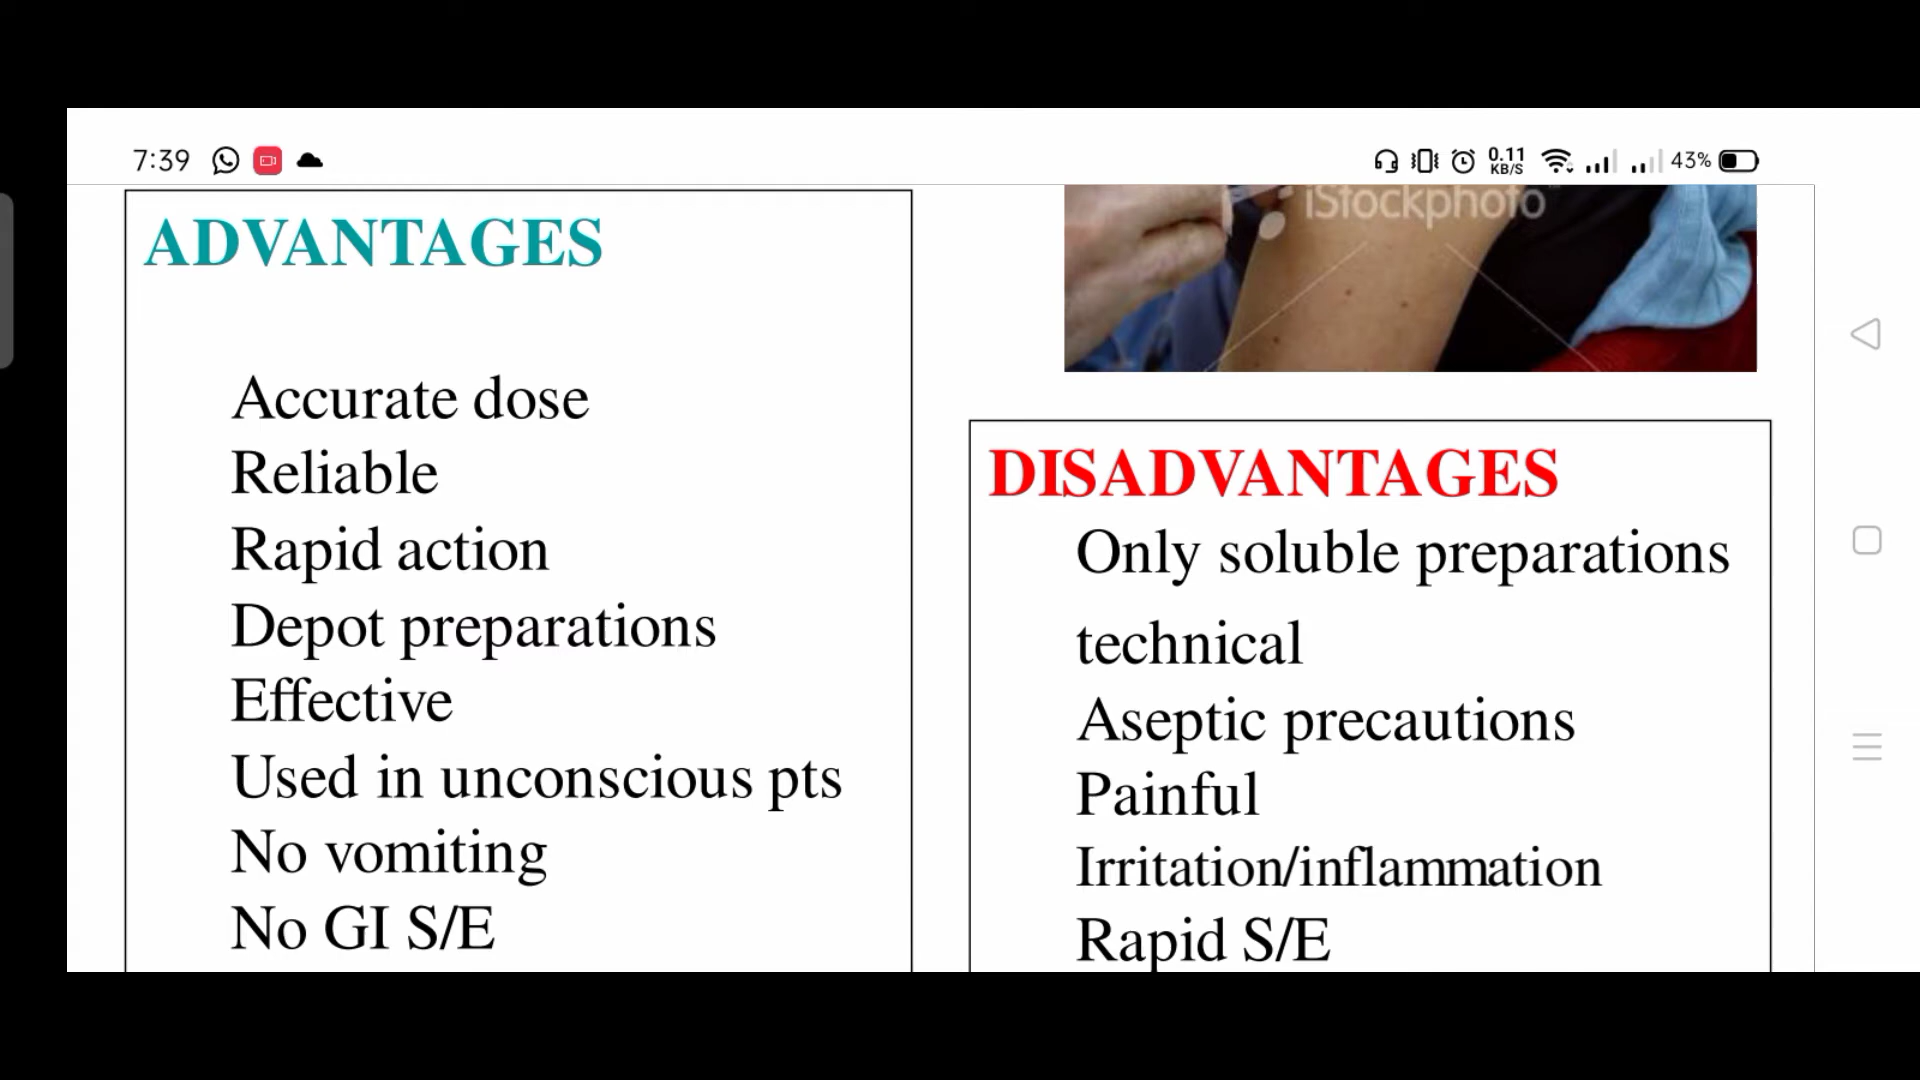 7:39
0.11
KB/S
43%
iStockphoto
ADVANTAGES
Accurate dose
Reliable
Rapid action
Depot preparations
Effective
Used in unconscious pts
No vomiting
No GI S/E
DISADVANTAGES
Only soluble preparations
technical
Aseptic precautions
Painful
Irritation/inflammation
Rapid S/E